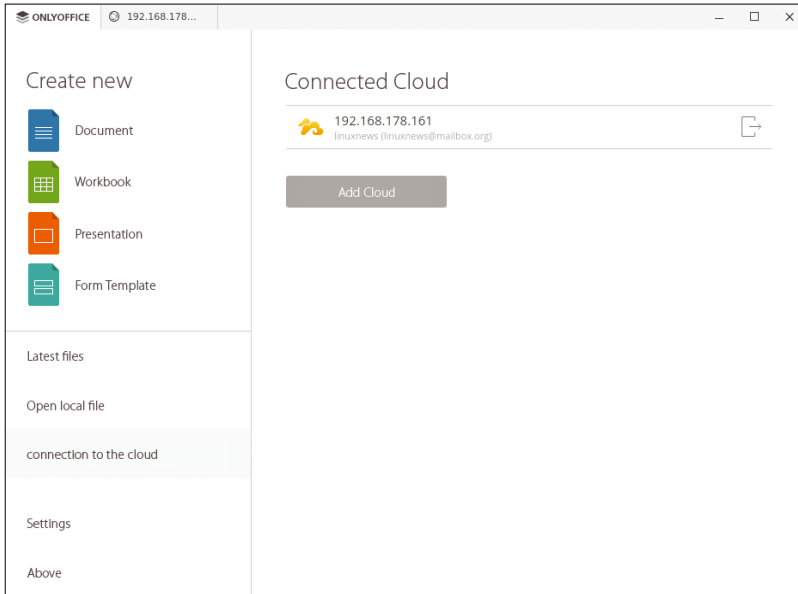 ONLYOFFICE
192.168.178...
Create new
Document
Workbook
Presentation
Form Template
Latest files
Open local file
connection to the cloud
Settings
Above
Connected Cloud
192.168.178.161
linuxnews (linuxnews@mailbox.org)
Add Cloud